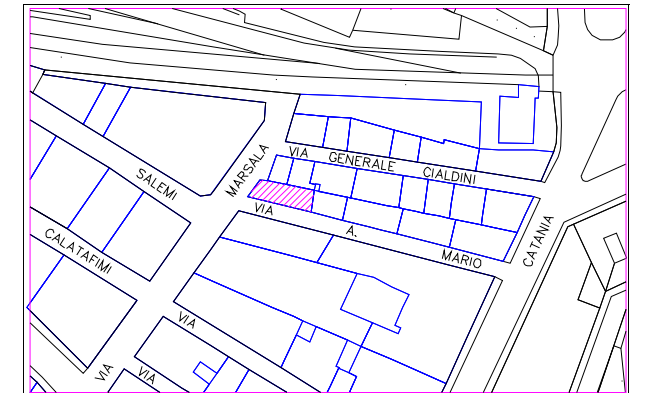 VIA GENERALE CIALDINI
MARSALA
SALEMI
VIA A. MARIO
CATANIA
CALATAFIMI
VIA
VIA
VIA